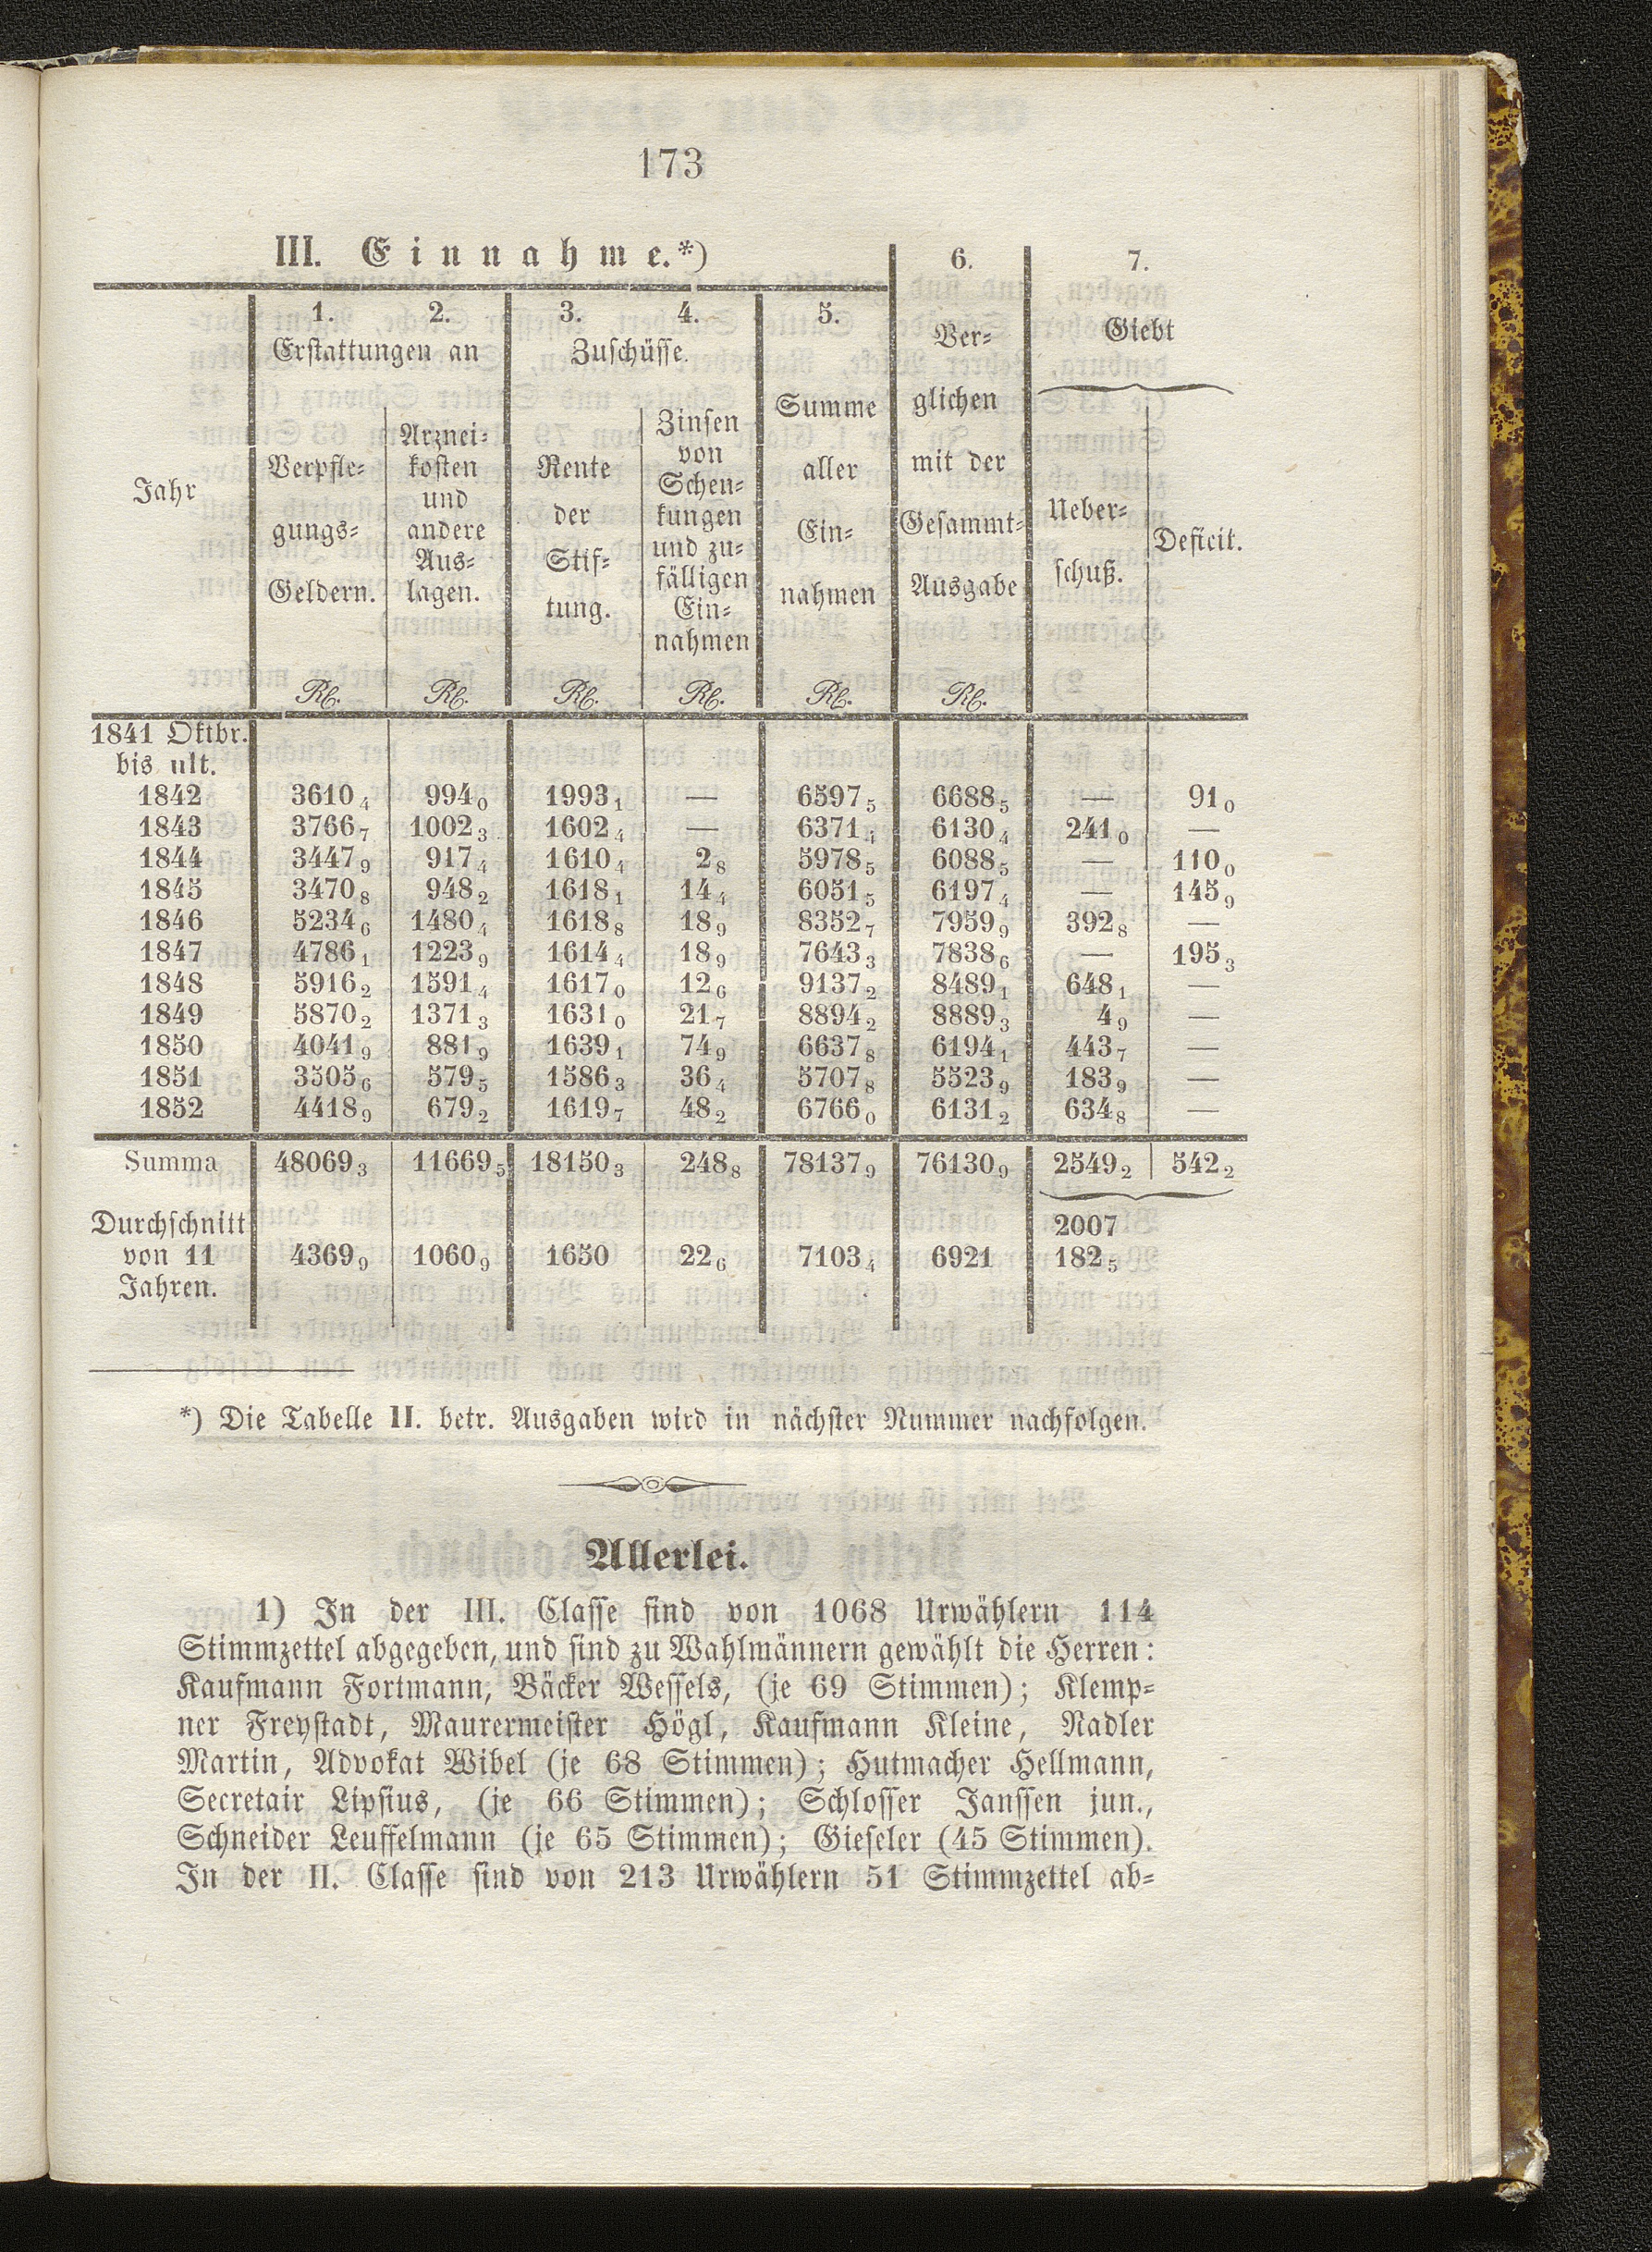 173
III. Einnahme.*)
6. 7.
1. 2. 3. 4. 5.
Erstattungen an Zuschüsse. Ver= Giebt
Jahr
Verpfle=
gungs=
Geldern.
Arznei=
kosten
und
andere
Aus=
lagen.
Rente
der
Stif=
tung.
Zinsen
von
Schen=
kungen
und zu=
fälligen
Ein=
nahmen
Summe
aller
Ein=
nahmen
glichen
mit der
Gesammt=
Ausgabe
Ueber=
schuß.
Deficit.
Rt. Rt. Rt. Rt. Rt. Rt.
1841 Oktbr.
bis ult.
1842 3610₄ 994₀ 1993₁ — 6597₅ 6688₅ — 91₀
1843 3766₇ 1002₃ 1602₄ — 6371₄ 6130₄ 241₀ —
1844 3447₉ 917₄ 1610₄ 2₈ 5978₅ 6088₅ — 110₀
1845 3470₈ 948₂ 1618₁ 14₄ 6051₅ 6197₄ — 145₉
1846 5234₆ 1480₄ 1618₈ 18₉ 8352₇ 7959₉ 392₈ —
1847 4786₁ 1223₉ 1614₄ 18₉ 7643₃ 7838₆ — 195₃
1848 5916₂ 1591₄ 1617₀ 12₆ 9137₂ 8489₁ 648₁ —
1849 5870₂ 1371₃ 1631₀ 21₇ 8894₂ 8889₃ 4₉ —
1850 4041₉ 881₉ 1639₁ 74₉ 6637₈ 6194₁ 443₇ —
1851 3505₆ 579₅ 1586₃ 36₄ 5707₈ 5523₉ 183₉ —
1852 4418₉ 679₂ 1619₇ 48₂ 6766₀ 6131₂ 634₈ —
Summa 48069₃ 11669₅ 18150₃ 248₈ 78137₉ 76130₉ 2549₂ 542₂
Durchschnitt 2007
von 11 4369₉ 1060₉ 1650 22₆ 7103₄ 6921 182₅
Jahren.
*) Die Tabelle II. betr. Ausgaben wird in nächster Nummer nachfolgen.
Allerlei.
1) In der III. Classe sind von 1068 Urwählern 114
Stimmzettel abgegeben, und sind zu Wahlmännern gewählt die Herren:
Kaufmann Fortmann, Bäcker Wessels, (je 69 Stimmen); Klemp=
ner Freystadt, Maurermeister Högl, Kaufmann Kleine, Nadler
Martin, Advokat Wibel (je 68 Stimmen); Hutmacher Hellmann,
Secretair Lipsius, (je 66 Stimmen); Schlosser Janssen jun.,
Schneider Leuffelmann (je 65 Stimmen); Gieseler (45 Stimmen).
In der II. Classe sind von 213 Urwählern 51 Stimmzettel ab=